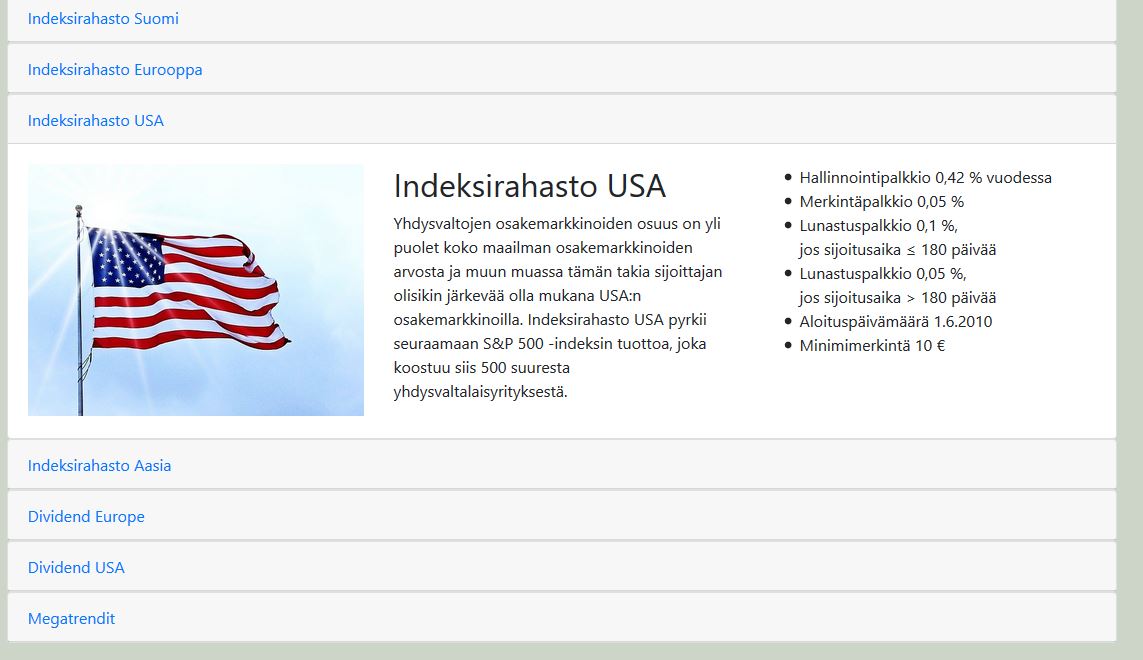 Indeksirahasto Suomi
Indeksirahasto Eurooppa
Indeksirahasto USA
Indeksirahasto USA
Yhdysvaltojen osakemarkkinoiden osuus on yli
puolet koko maailman osakemarkkinoiden
arvosta ja muun muassa tämän takia sijoittajan
olisikin järkevää olla mukana USA:n
osakemarkkinoilla. Indeksirahasto USA pyrkii
seuraamaan S&P 500 -indeksin tuottoa, joka
koostuu siis 500 suuresta
yhdysvaltalaisyrityksestä.
Hallinnointipalkkio 0,42 % vuodessa
Merkintäpalkkio 0,05 %
Lunastuspalkkio 0,1 %,
jos sijoitusaika ≤ 180 päivää
Lunastuspalkkio 0,05 %,
jos sijoitusaika > 180 päivää
Aloituspäivämäärä 1.6.2010
Minimimerkintä 10 €
Indeksirahasto Aasia
Dividend Europe
Dividend USA
Megatrendit